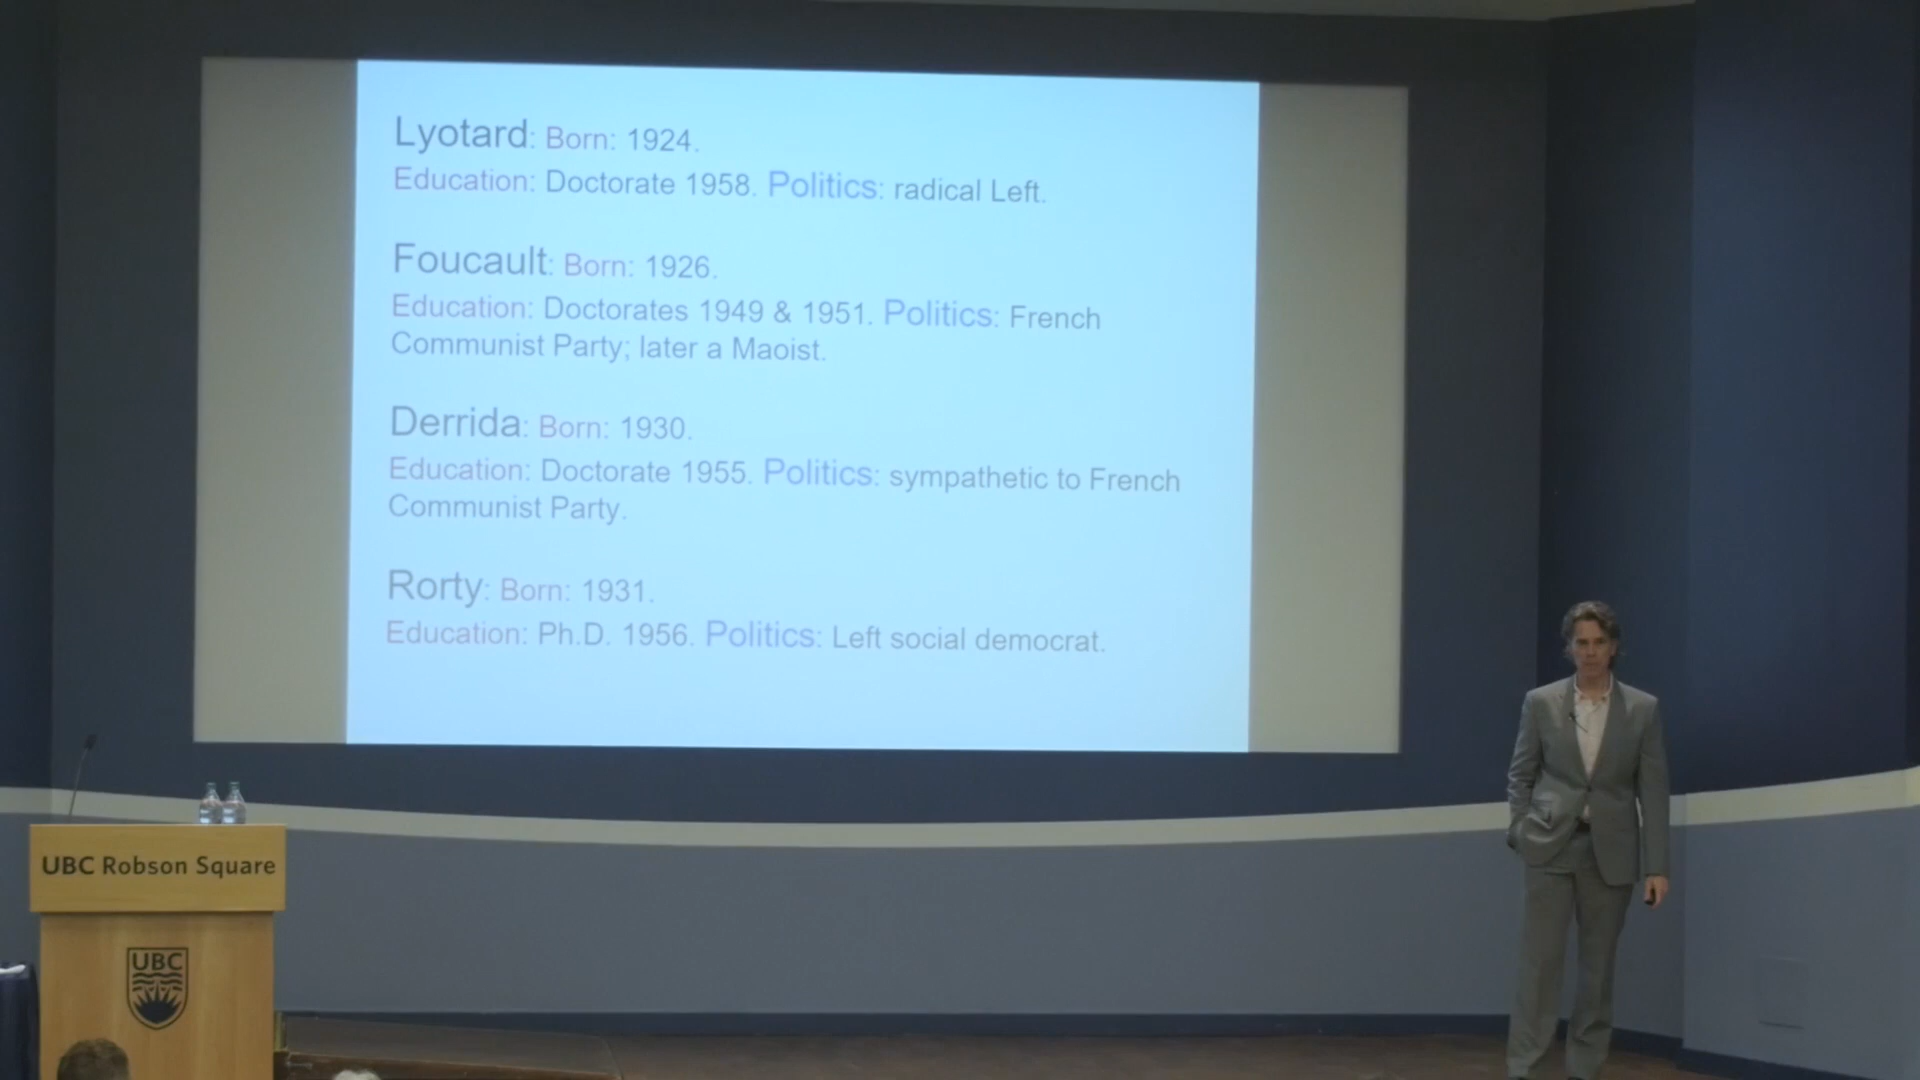 Lyotard: Born: 1924.
Education: Doctorate 1958. Politics: radical Left.
Foucault: Born: 1926.
Education: Doctorates 1949 & 1951. Politics: French
Communist Party; later a Maoist.
Derrida: Born: 1930.
Education: Doctorate 1955. Politics: sympathetic to French
Communist Party.
Rorty: Born: 1931.
Education: Ph.D. 1956. Politics: Left social democrat.
UBC Robson Square
UBC